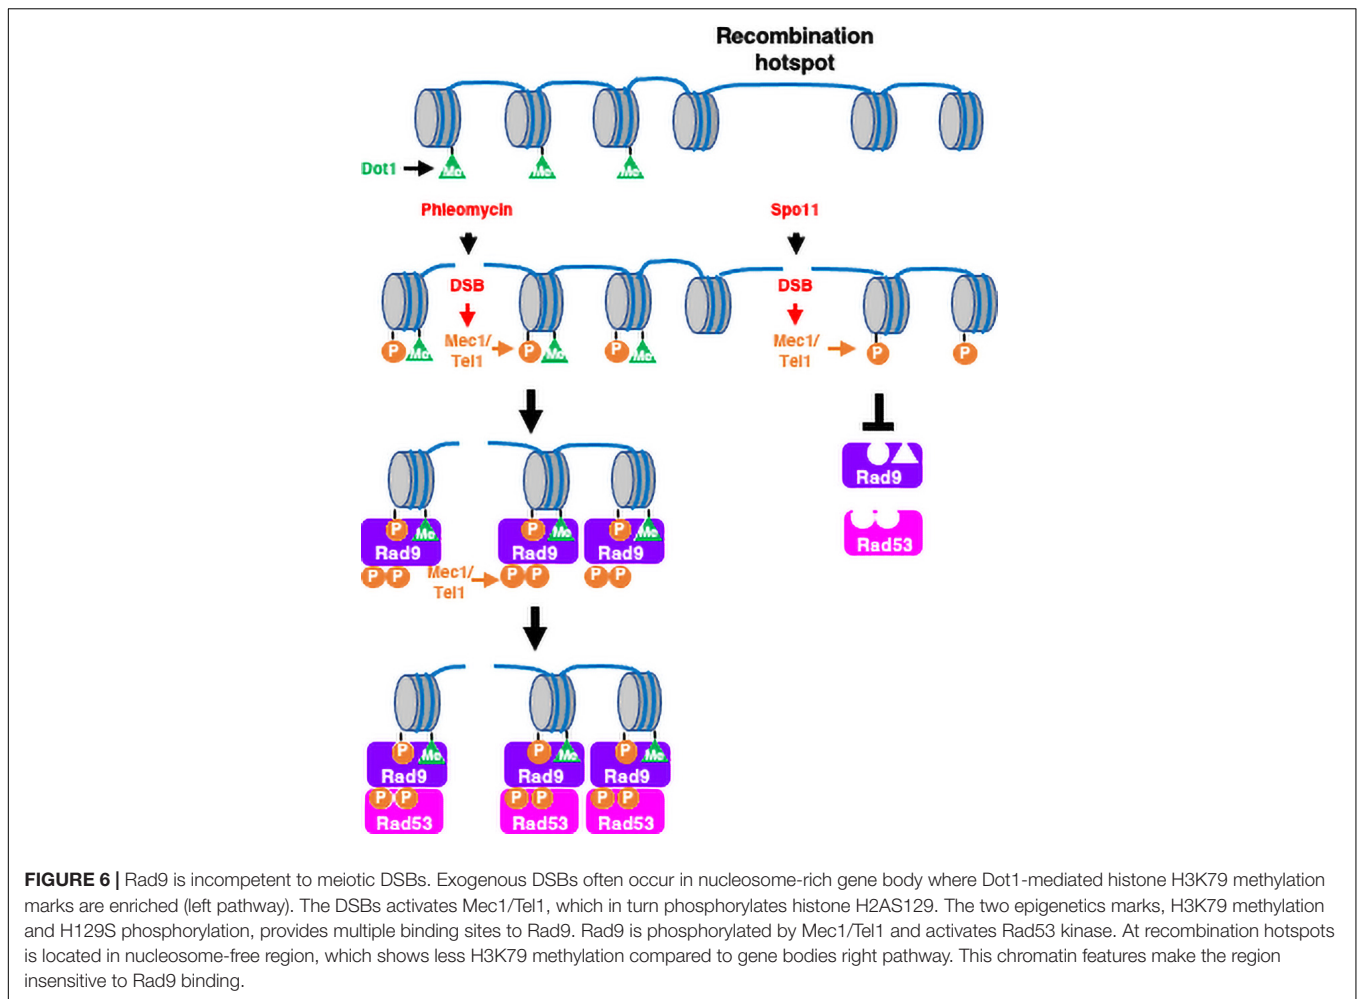 Recombination
hotspot
Dot1
Me Me Me
Phleomycin Spo11
DSB DSB
P Me Mec1/ P Me P Me Mec1/ P P
Tel1 Tel1
Rad9
Rad53
P Me P Me P Me
Rad9 Rad9 Rad9
P P Mec1/ P P P P
Tel1
P Me P Me P Me
Rad9 Rad9 Rad9
P P P P P P
Rad53 Rad53 Rad53
FIGURE 6 | Rad9 is incompetent to meiotic DSBs. Exogenous DSBs often occur in nucleosome-rich gene body where Dot1-mediated histone H3K79 methylation
marks are enriched (left pathway). The DSBs activates Mec1/Tel1, which in turn phosphorylates histone H2AS129. The two epigenetics marks, H3K79 methylation
and H129S phosphorylation, provides multiple binding sites to Rad9. Rad9 is phosphorylated by Mec1/Tel1 and activates Rad53 kinase. At recombination hotspots
is located in nucleosome-free region, which shows less H3K79 methylation compared to gene bodies right pathway. This chromatin features make the region
insensitive to Rad9 binding.